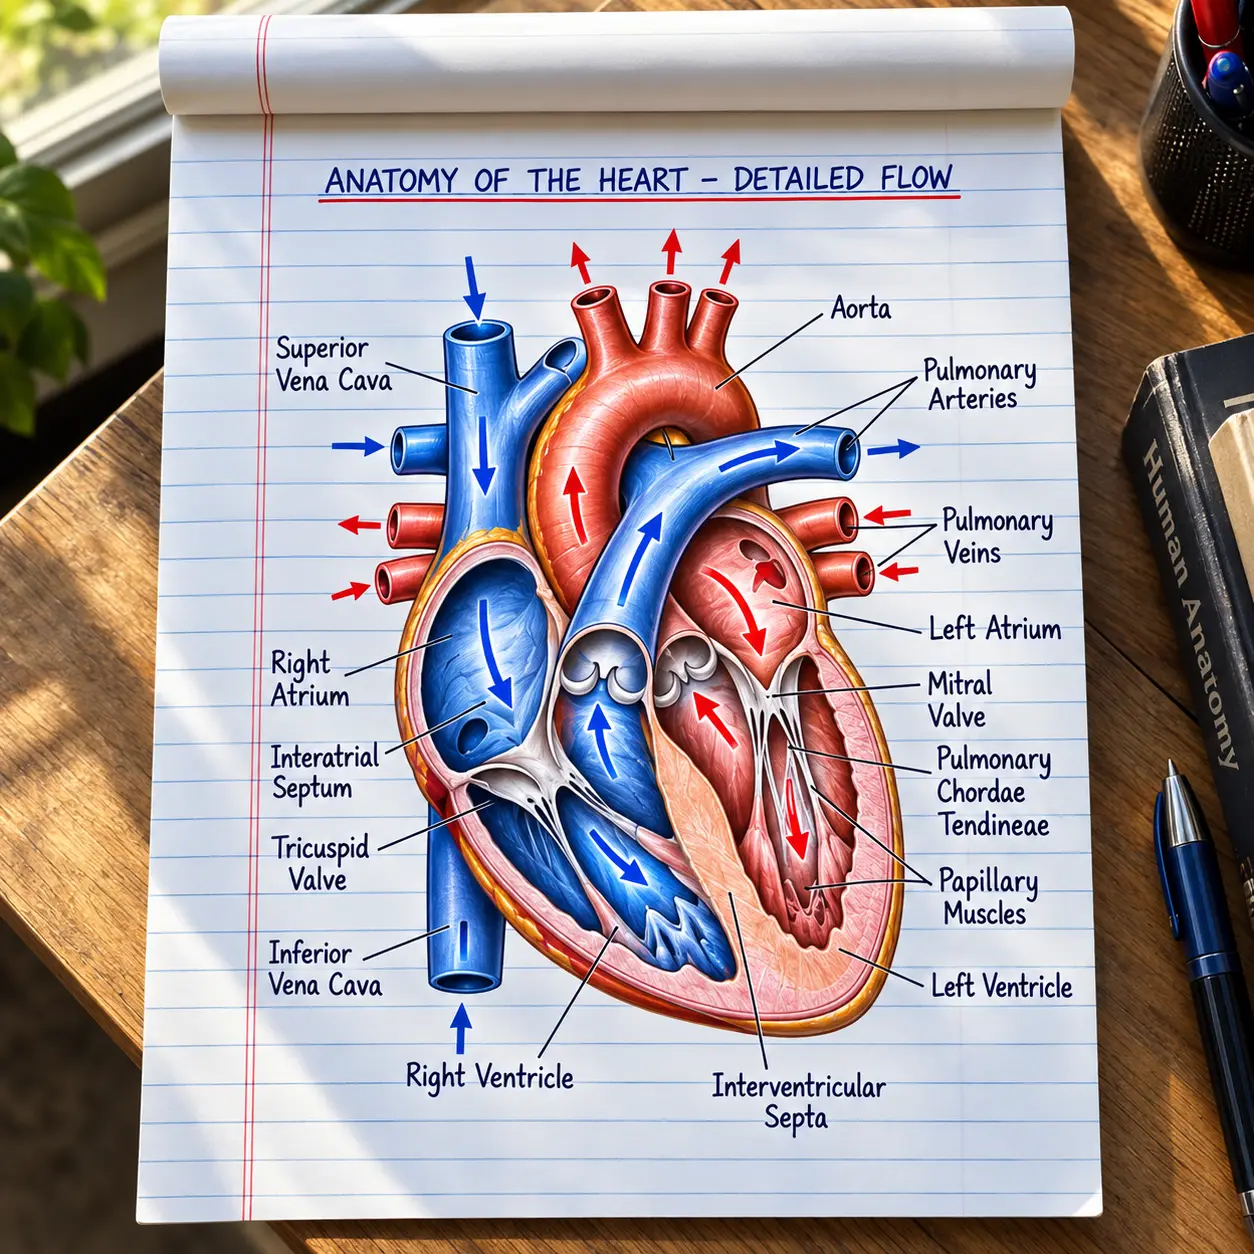 ANATOMY OF THE HEART – DETAILED FLOW
Superior
Vena Cava
Aorta
Pulmonary
Arteries
Pulmonary
Veins
Left Atrium
Right
Atrium
Mitral
Valve
Interatrial
Septum
Pulmonary
Chordae
Tendineae
Tricuspid
Valve
Papillary
Muscles
Inferior
Vena Cava
Left Ventricle
Right Ventricle
Interventricular
Septa
Human Anatomy